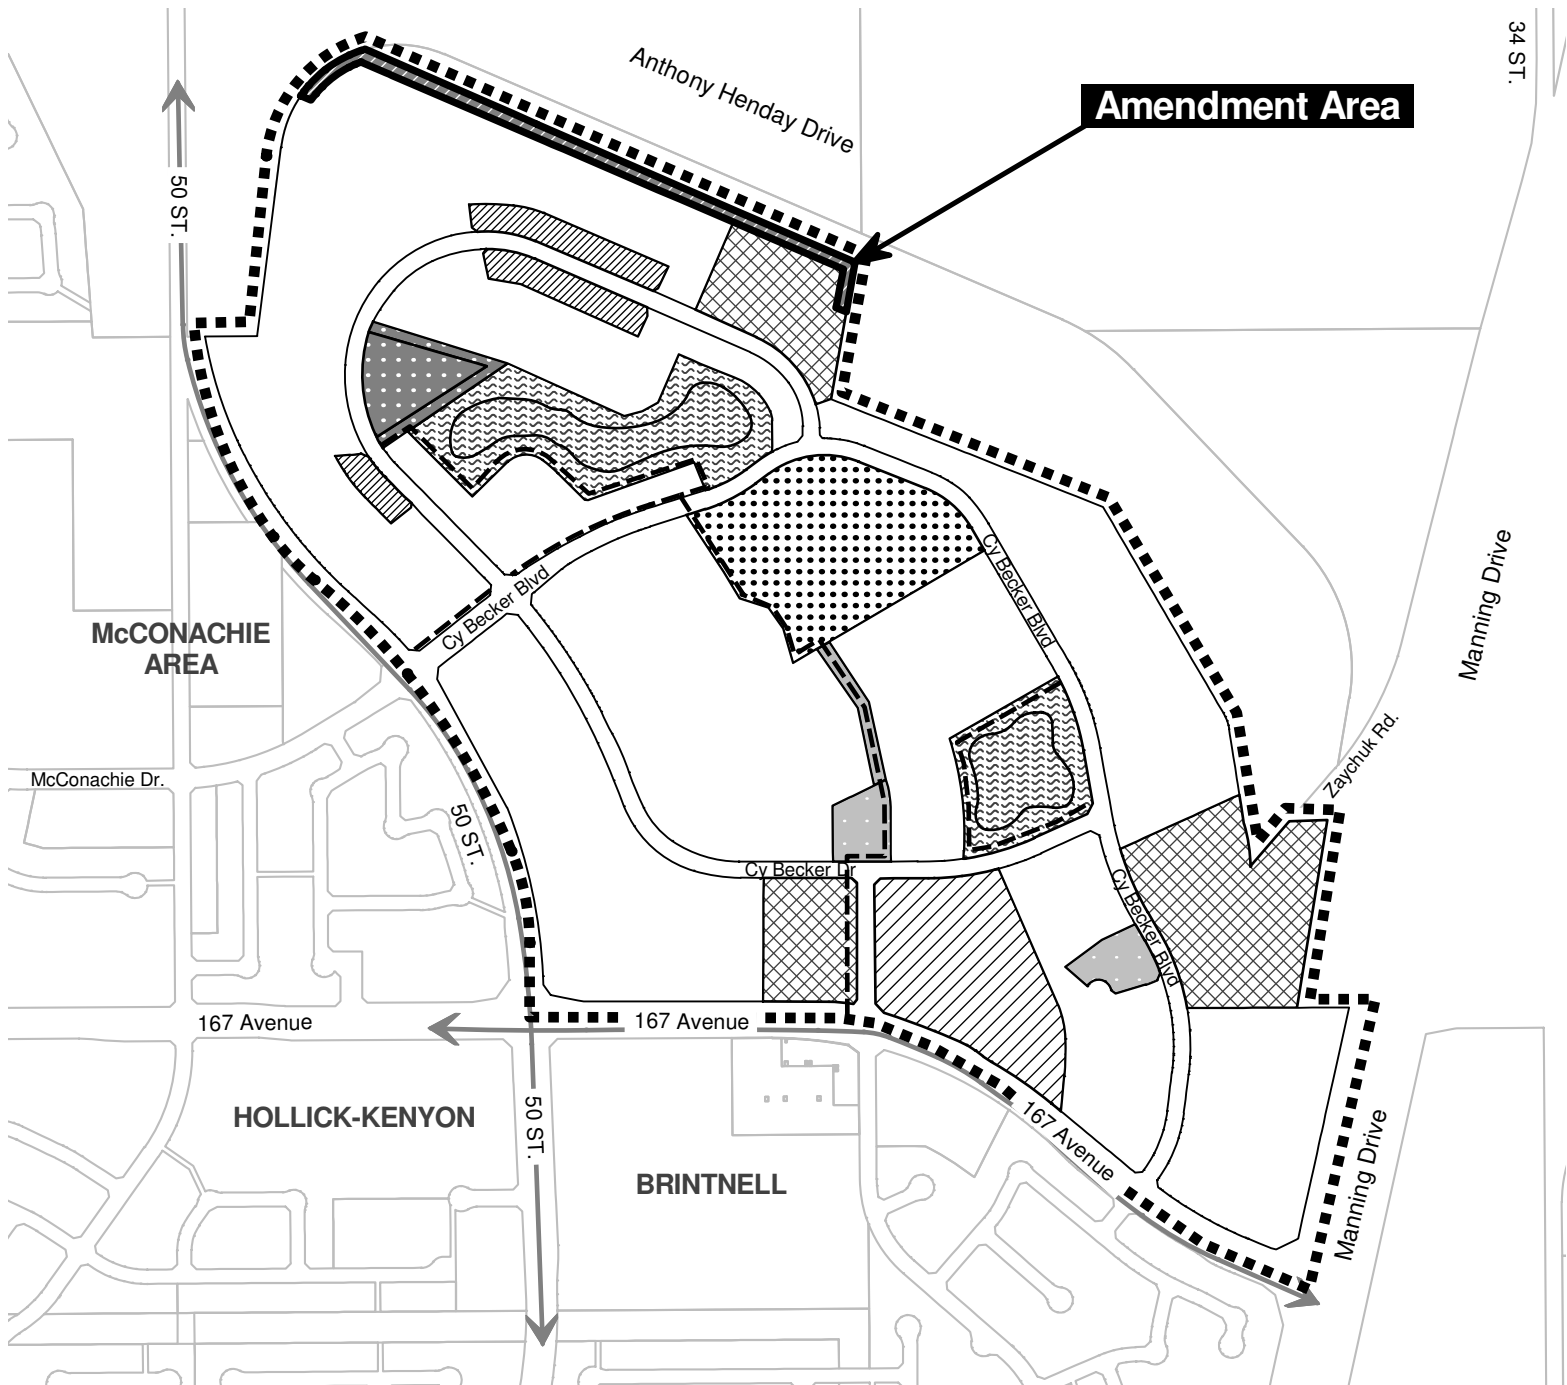 34 ST.
Anthony Henday Drive
Amendment Area
50 ST.
Cy Becker Blvd
Cy Becker Blvd
Manning Drive
McCONACHIE
AREA
Zaychuk Rd.
McConachie Dr.
50 ST.
Cy Becker Dr
Cy Becker Blvd
167 Avenue
167 Avenue
167 Avenue
HOLLICK-KENYON
50 ST.
BRINTNELL
Manning Drive